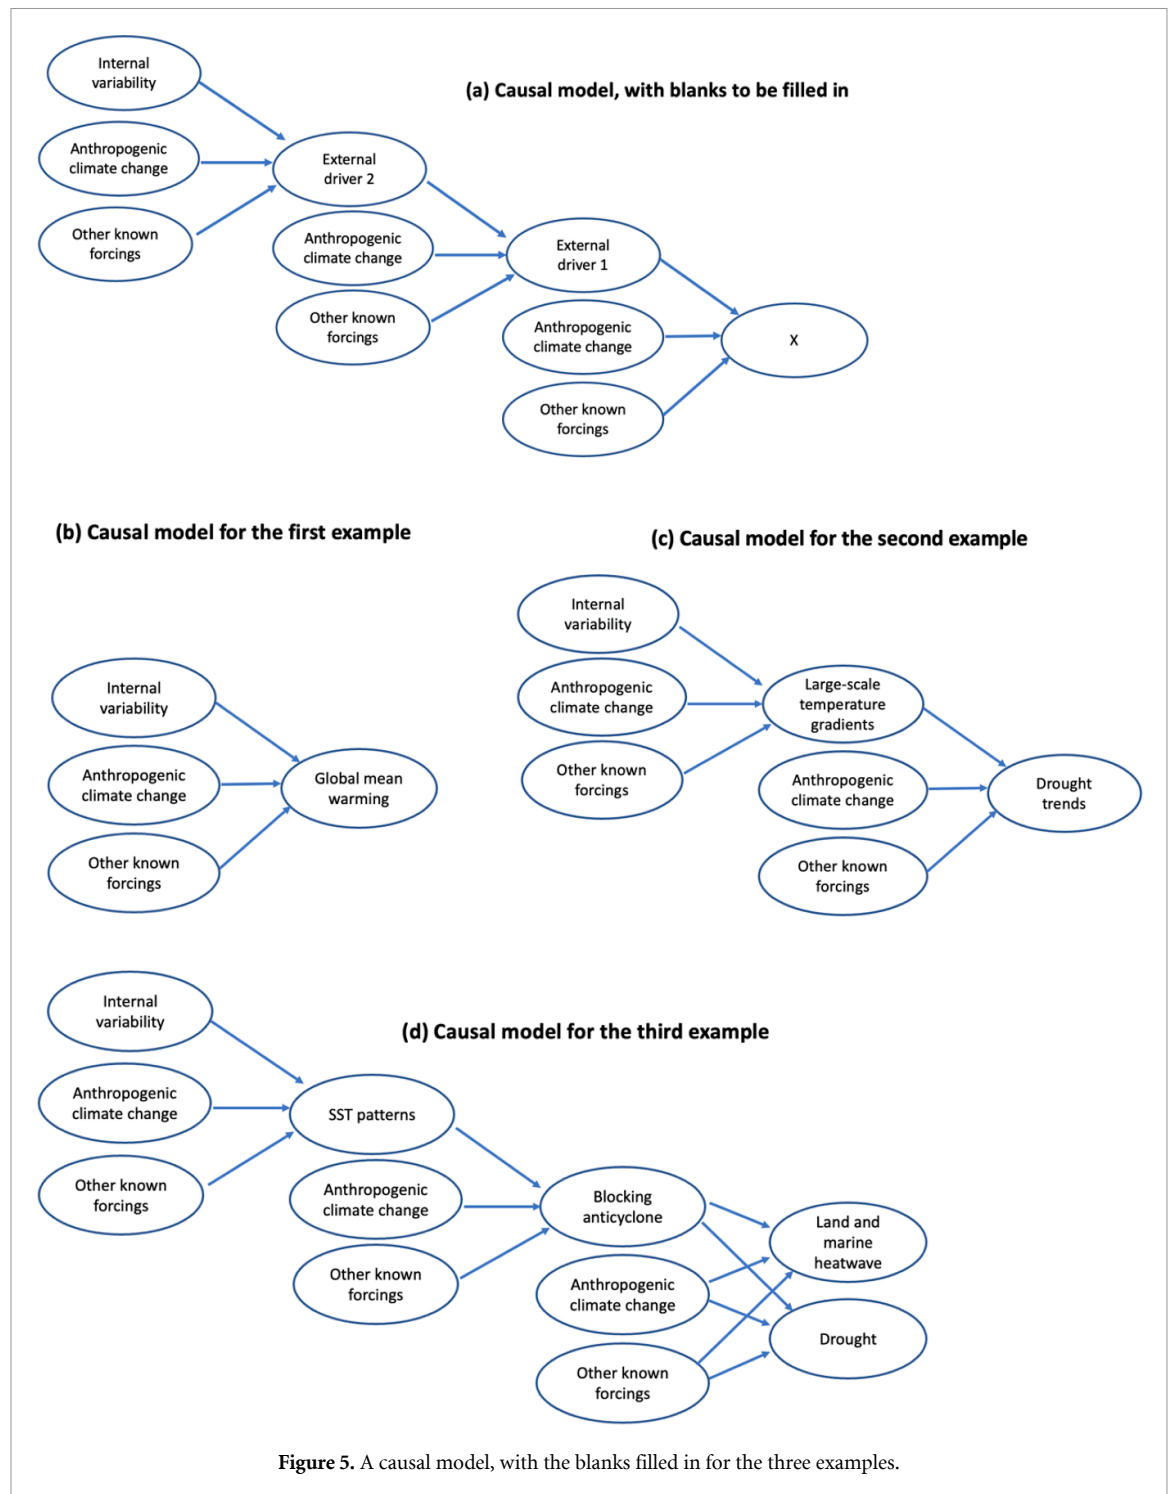 (a) Causal model, with blanks to be filled in
Internal
variability
Anthropogenic
climate change
Other known
forcings
External
driver 2
Anthropogenic
climate change
Other known
forcings
External
driver 1
Anthropogenic
climate change
Other known
forcings
X
(b) Causal model for the first example
Internal
variability
Anthropogenic
climate change
Other known
forcings
Global mean
warming
(c) Causal model for the second example
Internal
variability
Anthropogenic
climate change
Other known
forcings
Large-scale
temperature
gradients
Anthropogenic
climate change
Other known
forcings
Drought
trends
(d) Causal model for the third example
Internal
variability
Anthropogenic
climate change
Other known
forcings
SST patterns
Anthropogenic
climate change
Other known
forcings
Blocking
anticyclone
Anthropogenic
climate change
Other known
forcings
Land and
marine
heatwave
Drought
Figure 5. A causal model, with the blanks filled in for the three examples.